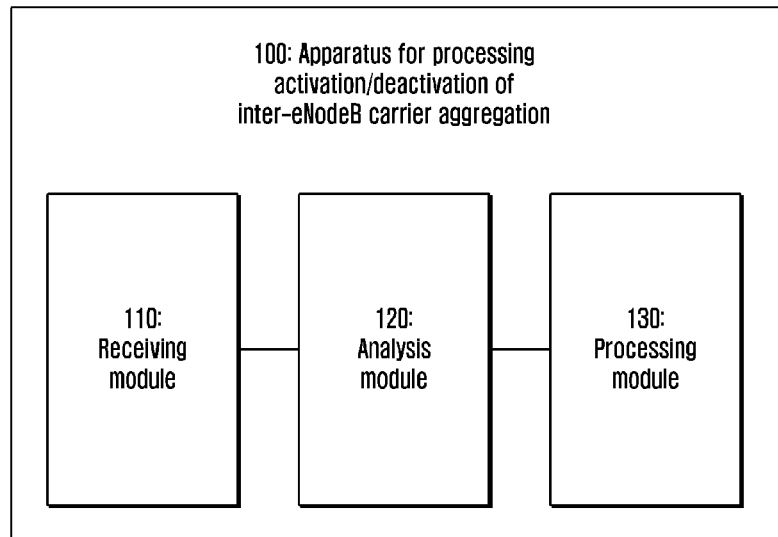 100: Apparatus for processing
activation/deactivation of
inter-eNodeB carrier aggregation
110:
Receiving
module
120:
Analysis
module
130:
Processing
module